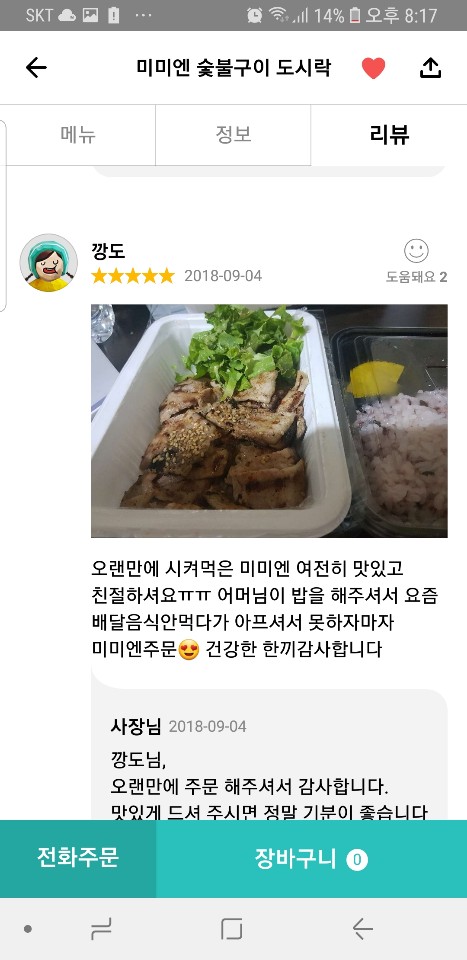 SKT ... 14% 오후 8:17
미미엔 숯불구이 도시락
메뉴 정보 리뷰
깡도
2018-09-04
도움돼요 2
오랜만에 시켜먹은 미미엔 여전히 맛있고
친절하셔요ㅠㅠ 어머님이 밥을 해주셔서 요즘
배달음식안먹다가 아프셔서 못하자마자
미미엔주문😍 건강한 한끼감사합니다
사장님 2018-09-04
깡도님,
오랜만에 주문 해주셔서 감사합니다.
맛있게 드셔 주시면 정말 기분이 좋습니다
전화주문 장바구니 0